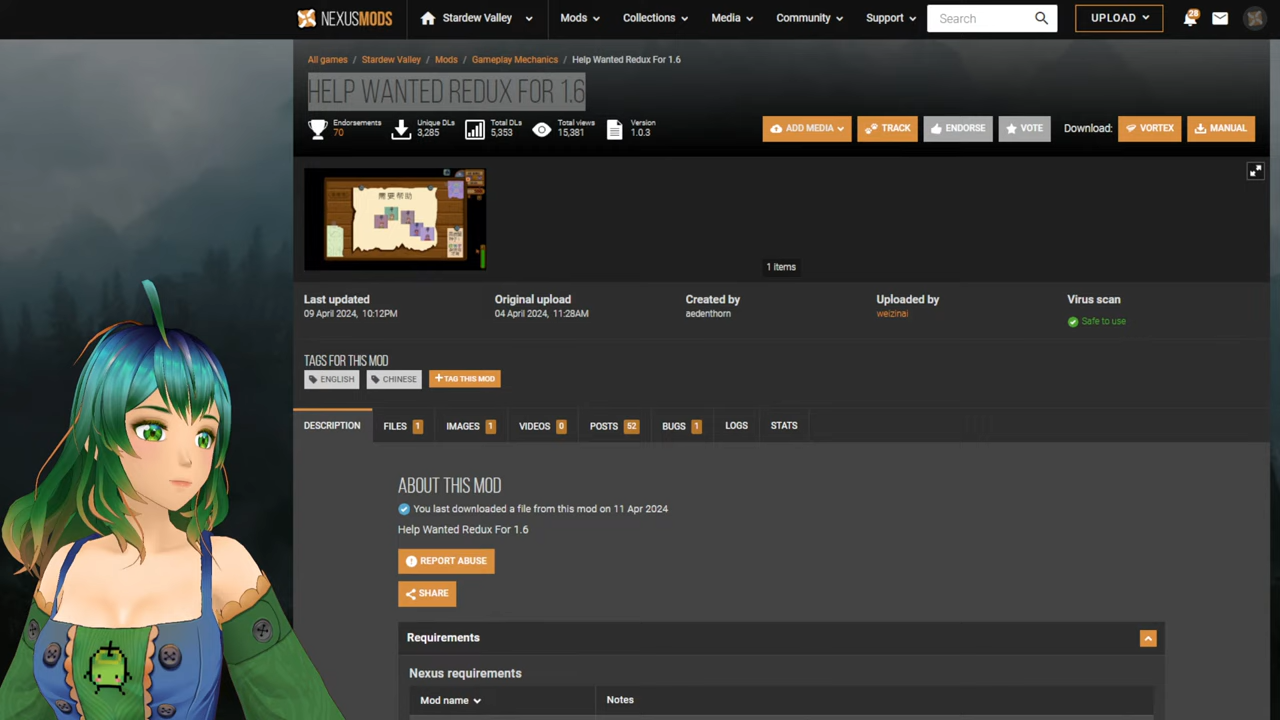 NEXUSMODS Stardew Valley Mods Collections Media Community Support Search UPLOAD 28
All games / Stardew Valley / Mods / Gameplay Mechanics / Help Wanted Redux For 1.6
HELP WANTED REDUX FOR 1.6
Endorsements Unique DLs Total DLs Total views Version
70 3,285 5,353 15,381 1.0.3
ADD MEDIA TRACK ENDORSE VOTE Download: VORTEX MANUAL
需要帮助
1 items
Last updated Original upload Created by Uploaded by Virus scan
09 April 2024, 10:12PM 04 April 2024, 11:28AM aedenthorn weizinai Safe to use
TAGS FOR THIS MOD
ENGLISH CHINESE +TAG THIS MOD
DESCRIPTION FILES 1 IMAGES 1 VIDEOS 0 POSTS 52 BUGS 1 LOGS STATS
ABOUT THIS MOD
You last downloaded a file from this mod on 11 Apr 2024
Help Wanted Redux For 1.6
REPORT ABUSE
SHARE
Requirements
Nexus requirements
Mod name Notes